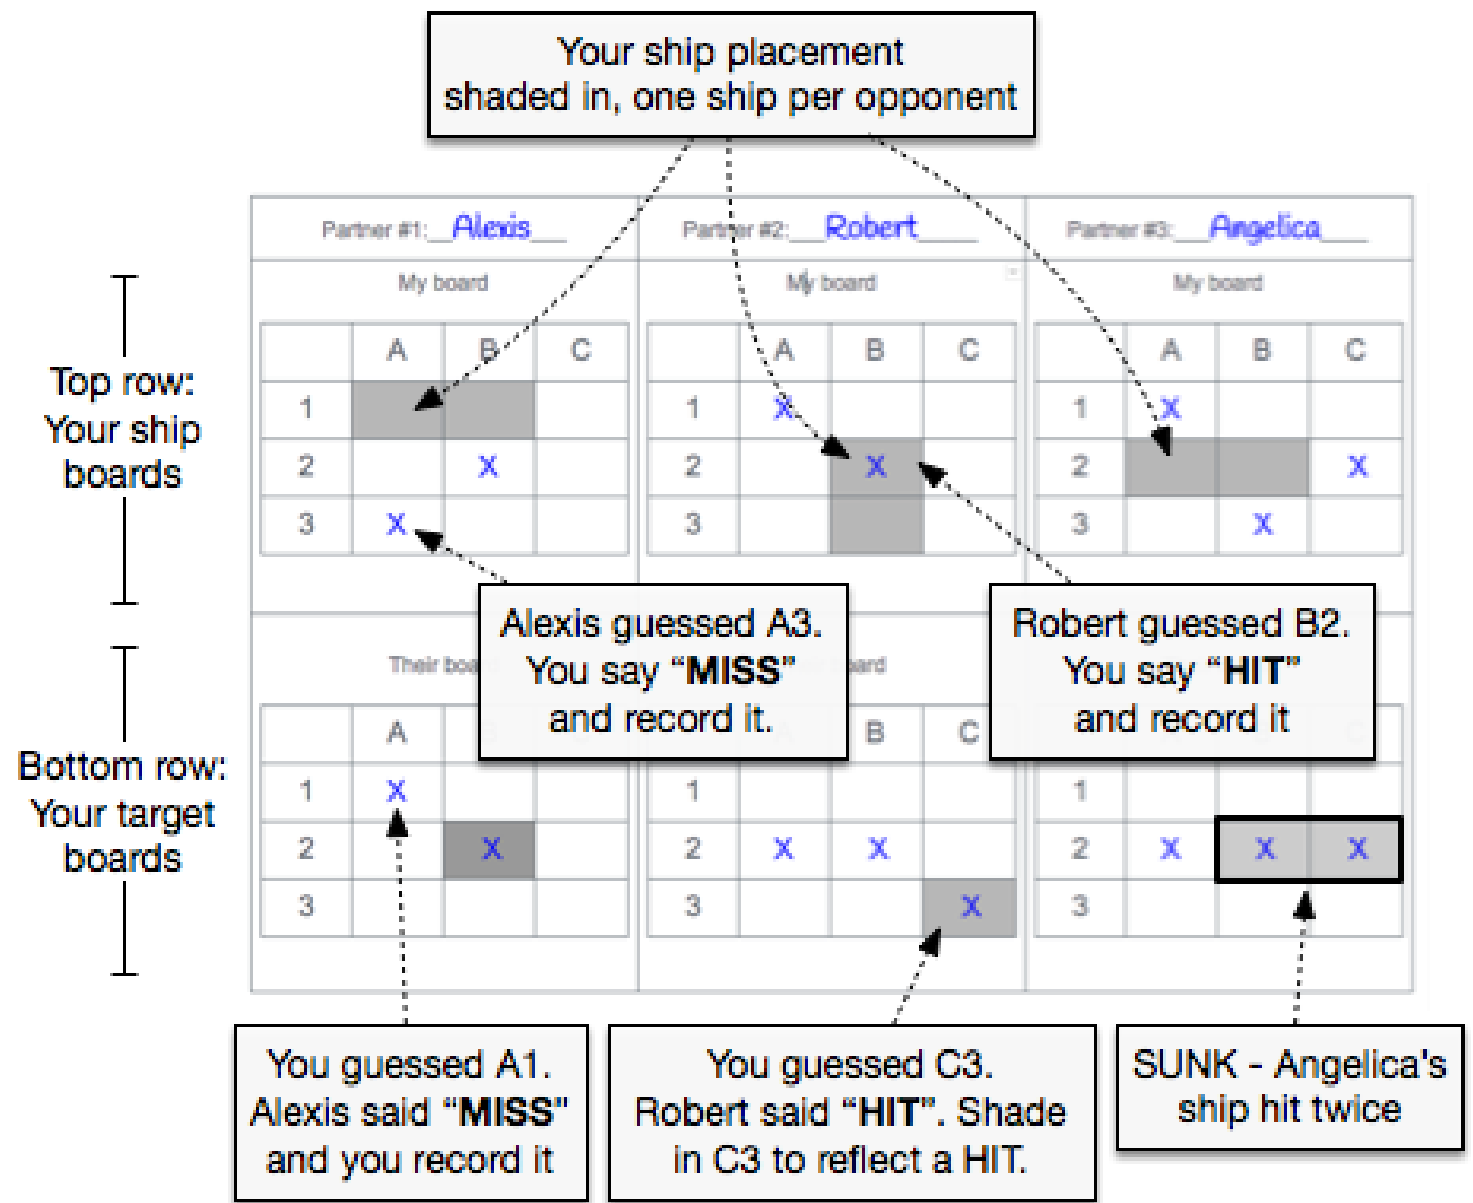 Your ship placement
shaded in, one ship per opponent
Partner #1:__Alexis___
Partner #2:___Robert_____
Partner #3:___Angelica____
My board
My board
My board
A B C
A B C
A B C
1
1 X
1 X
2 X
2 X
2 X
3 X
3
3 X
Top row:
Your ship
boards
Alexis guessed A3.
You say “MISS”
and record it.
Robert guessed B2.
You say “HIT”
and record it
Their
A
B C
1 X
1
1
2 X
2 X X
2 X X X
3
3 X
3
Bottom row:
Your target
boards
You guessed A1.
Alexis said “MISS”
and you record it
You guessed C3.
Robert said “HIT”. Shade
in C3 to reflect a HIT.
SUNK - Angelica's
ship hit twice